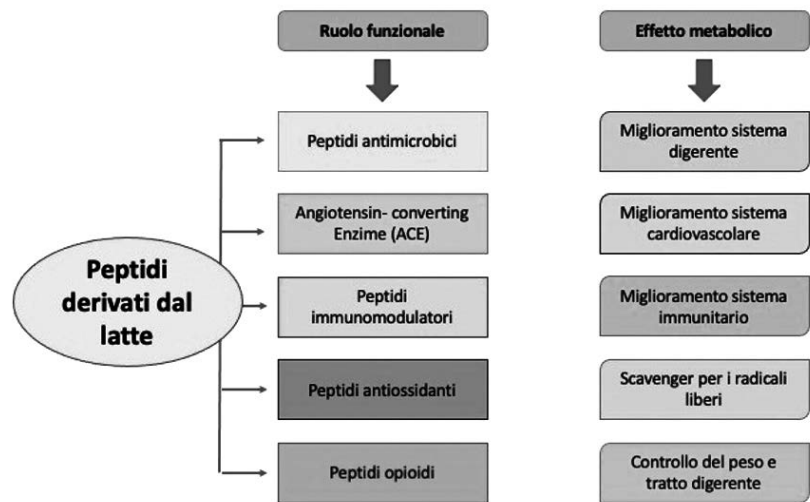 Ruolo funzionale
Effetto metabolico
Peptidi antimicrobici
Miglioramento sistema
digerente
Angiotensin- converting
Enzime (ACE)
Miglioramento sistema
cardiovascolare
Peptidi
derivati dal
latte
Peptidi
immunomodulatori
Miglioramento sistema
immunitario
Peptidi antiossidanti
Scavenger per i radicali
liberi
Peptidi opioidi
Controllo del peso e
tratto digerente